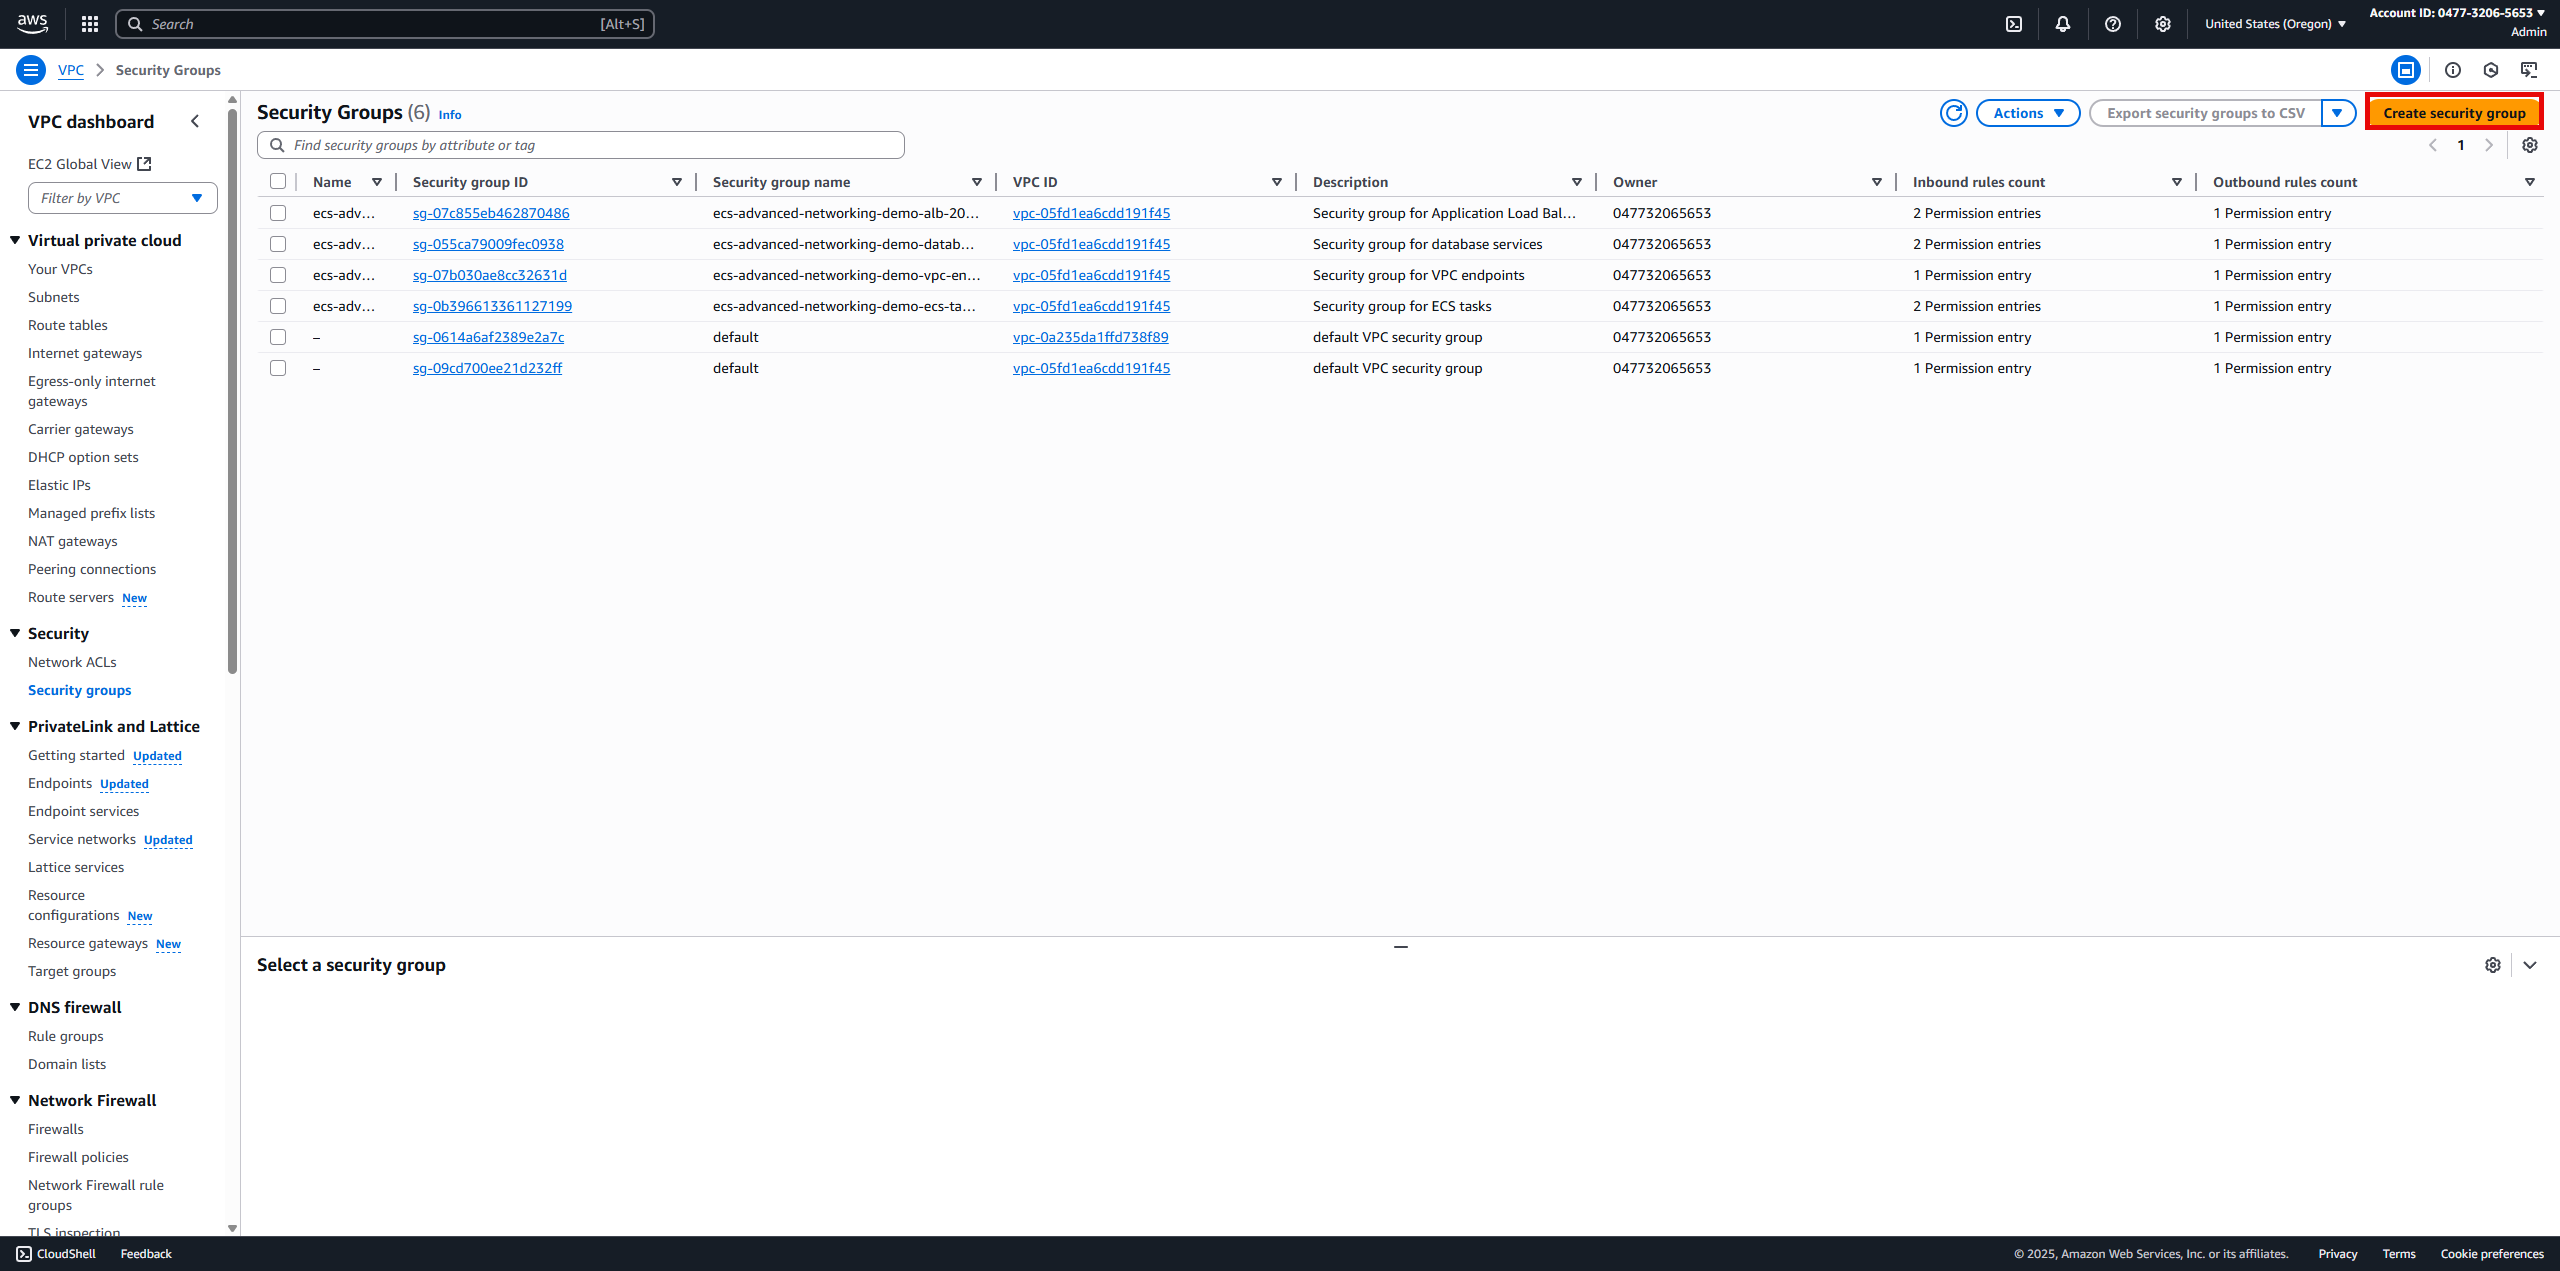 aws
Search [Alt+S]
United States (Oregon)
Account ID: 0477-3206-5653
Admin
VPC
Security Groups
VPC dashboard
EC2 Global View
Filter by VPC
Virtual private cloud
Your VPCs
Subnets
Route tables
Internet gateways
Egress-only internet
gateways
Carrier gateways
DHCP option sets
Elastic IPs
Managed prefix lists
NAT gateways
Peering connections
Route servers New
Security
Network ACLs
Security groups
PrivateLink and Lattice
Getting started Updated
Endpoints Updated
Endpoint services
Service networks Updated
Lattice services
Resource
configurations New
Resource gateways New
Target groups
DNS firewall
Rule groups
Domain lists
Network Firewall
Firewalls
Firewall policies
Network Firewall rule
groups
TLS inspection
Security Groups (6) Info
Actions
Export security groups to CSV
Create security group
Find security groups by attribute or tag
1
Name Security group ID Security group name VPC ID Description Owner Inbound rules count Outbound rules count
ecs-adv... sg-07c855eb462870486 ecs-advanced-networking-demo-alb-20... vpc-05fd1ea6cdd191f45 Security group for Application Load Bal... 047732065653 2 Permission entries 1 Permission entry
ecs-adv... sg-055ca79009fec0938 ecs-advanced-networking-demo-datab... vpc-05fd1ea6cdd191f45 Security group for database services 047732065653 2 Permission entries 1 Permission entry
ecs-adv... sg-07b030ae8cc32631d ecs-advanced-networking-demo-vpc-en... vpc-05fd1ea6cdd191f45 Security group for VPC endpoints 047732065653 1 Permission entry 1 Permission entry
ecs-adv... sg-0b396613361127199 ecs-advanced-networking-demo-ecs-ta... vpc-05fd1ea6cdd191f45 Security group for ECS tasks 047732065653 2 Permission entries 1 Permission entry
– sg-0614a6af2389e2a7c default vpc-0a235da1ffd738f89 default VPC security group 047732065653 1 Permission entry 1 Permission entry
– sg-09cd700ee21d232ff default vpc-05fd1ea6cdd191f45 default VPC security group 047732065653 1 Permission entry 1 Permission entry
Select a security group
CloudShell Feedback © 2025, Amazon Web Services, Inc. or its affiliates. Privacy Terms Cookie preferences